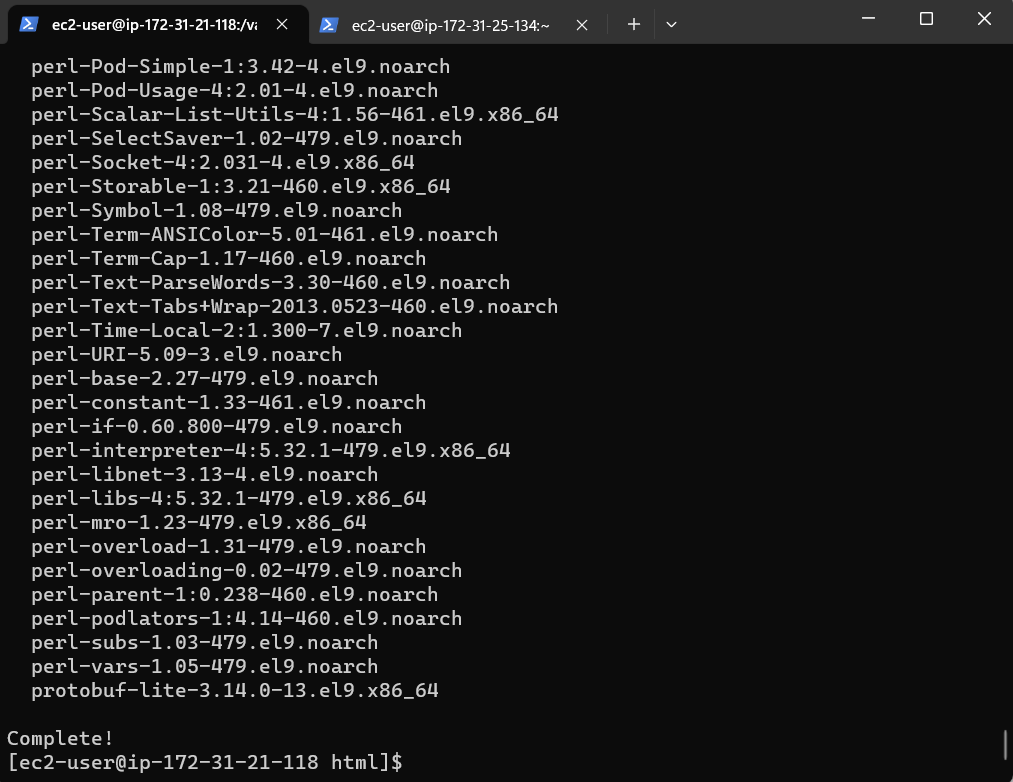 ec2-user@ip-172-31-21-118:/va
ec2-user@ip-172-31-25-134:~
perl-Pod-Simple-1:3.42-4.el9.noarch
perl-Pod-Usage-4:2.01-4.el9.noarch
perl-Scalar-List-Utils-4:1.56-461.el9.x86_64
perl-SelectSaver-1.02-479.el9.noarch
perl-Socket-4:2.031-4.el9.x86_64
perl-Storable-1:3.21-460.el9.x86_64
perl-Symbol-1.08-479.el9.noarch
perl-Term-ANSIColor-5.01-461.el9.noarch
perl-Term-Cap-1.17-460.el9.noarch
perl-Text-ParseWords-3.30-460.el9.noarch
perl-Text-Tabs+Wrap-2013.0523-460.el9.noarch
perl-Time-Local-2:1.300-7.el9.noarch
perl-URI-5.09-3.el9.noarch
perl-base-2.27-479.el9.noarch
perl-constant-1.33-461.el9.noarch
perl-if-0.60.800-479.el9.noarch
perl-interpreter-4:5.32.1-479.el9.x86_64
perl-libnet-3.13-4.el9.noarch
perl-libs-4:5.32.1-479.el9.x86_64
perl-mro-1.23-479.el9.x86_64
perl-overload-1.31-479.el9.noarch
perl-overloading-0.02-479.el9.noarch
perl-parent-1:0.238-460.el9.noarch
perl-podlators-1:4.14-460.el9.noarch
perl-subs-1.03-479.el9.noarch
perl-vars-1.05-479.el9.noarch
protobuf-lite-3.14.0-13.el9.x86_64
Complete!
[ec2-user@ip-172-31-21-118 html]$